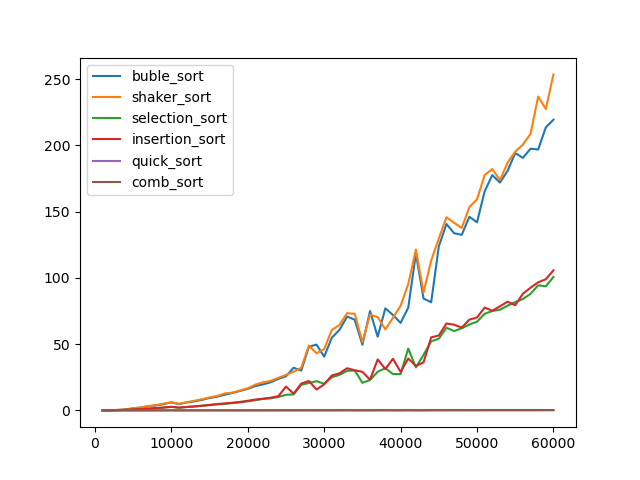 buble_sort
shaker_sort
selection_sort
insertion_sort
quick_sort
comb_sort
250
200
150
100
50
0
0 10000 20000 30000 40000 50000 60000